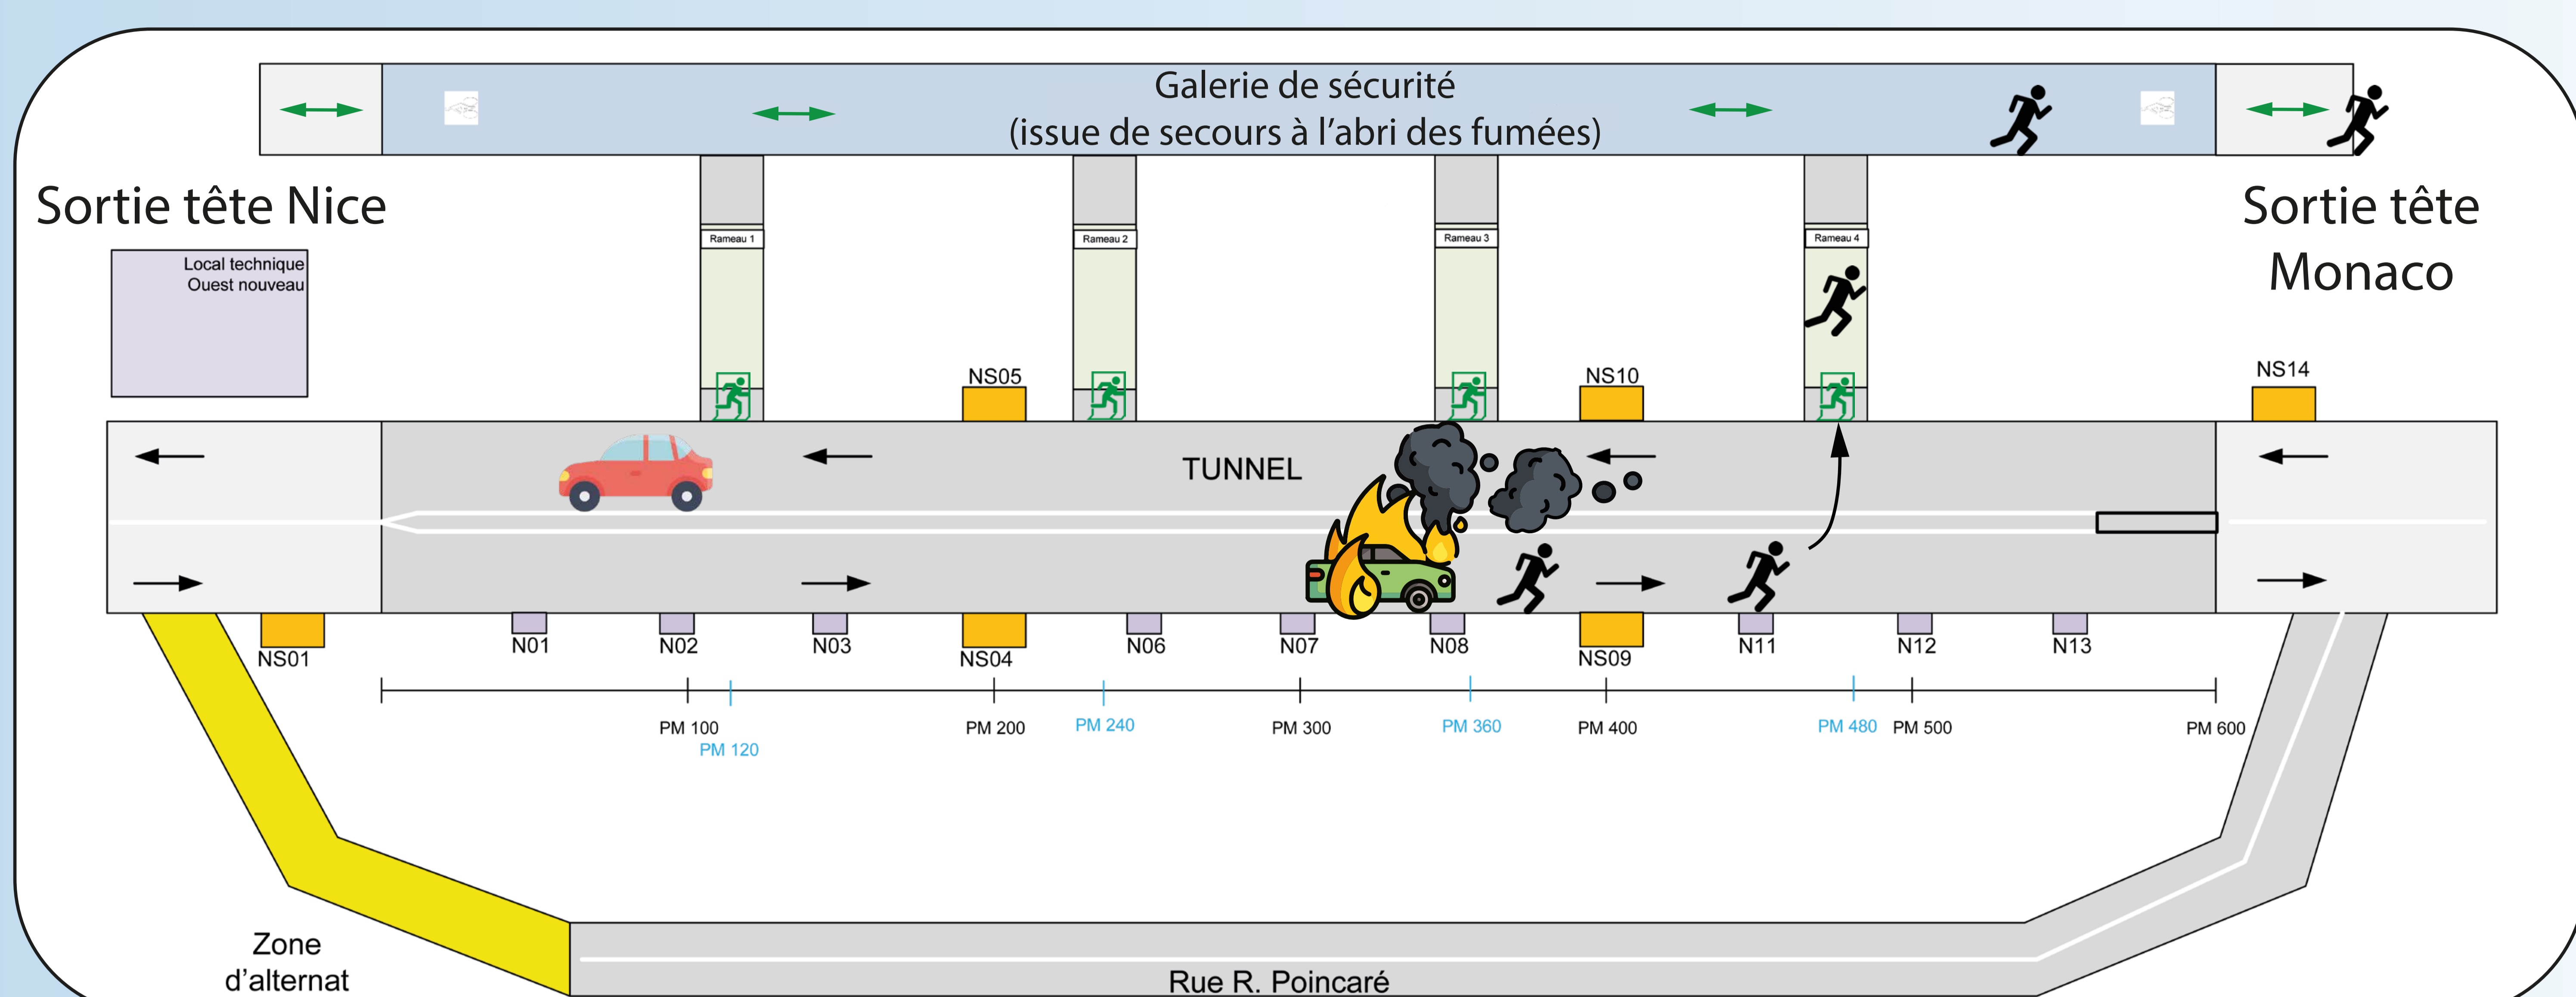 Galerie de sécurité
(issue de secours à l’abri des fumées)
Sortie tête Nice
Sortie tête
Monaco
Local technique
Ouest nouveau
Rameau 1
Rameau 2
Rameau 3
Rameau 4
NS05
NS10
NS14
TUNNEL
NS01
N01
N02
N03
NS04
N06
N07
N08
NS09
N11
N12
N13
PM 100
PM 120
PM 200
PM 240
PM 300
PM 360
PM 400
PM 480
PM 500
PM 600
Zone
d’alternat
Rue R. Poincaré